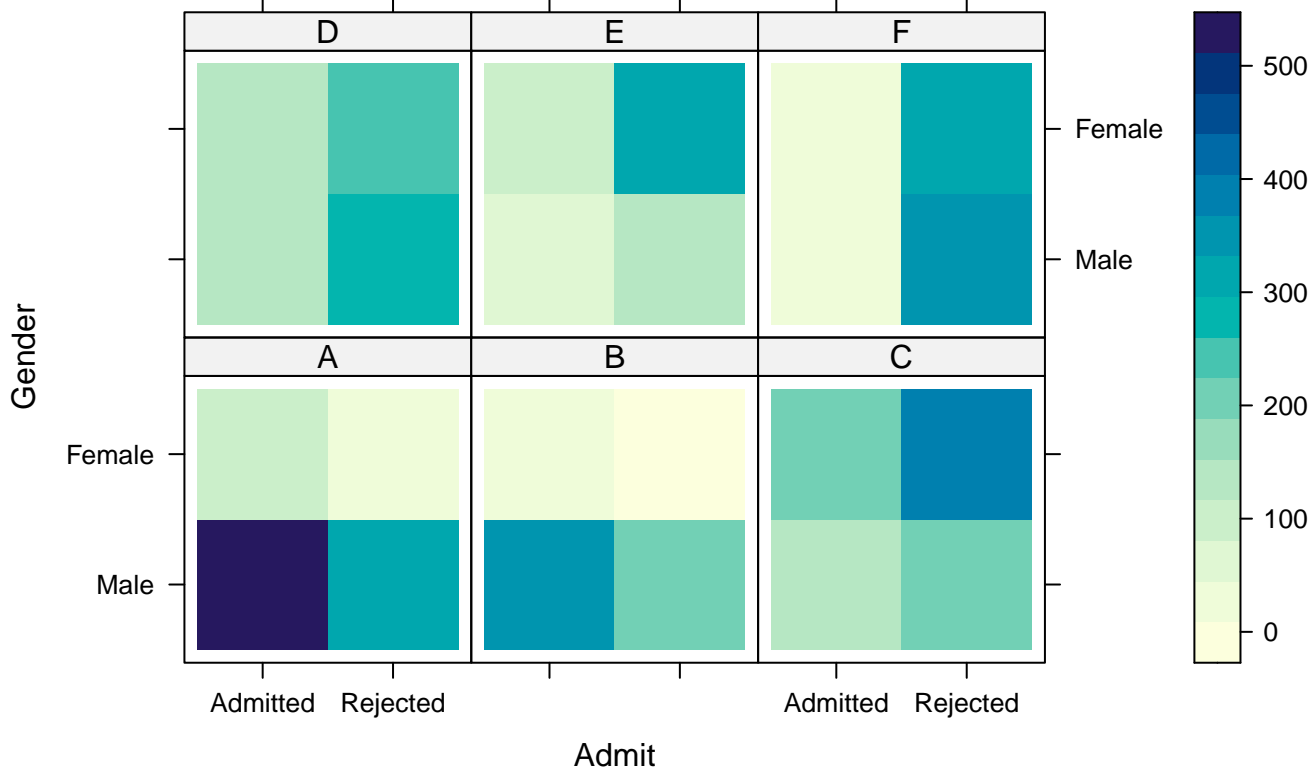 D E F
500
Female
400
Male
300
Gender
A B C
200
Female
100
Male
0
Admitted Rejected Admitted Rejected
Admit